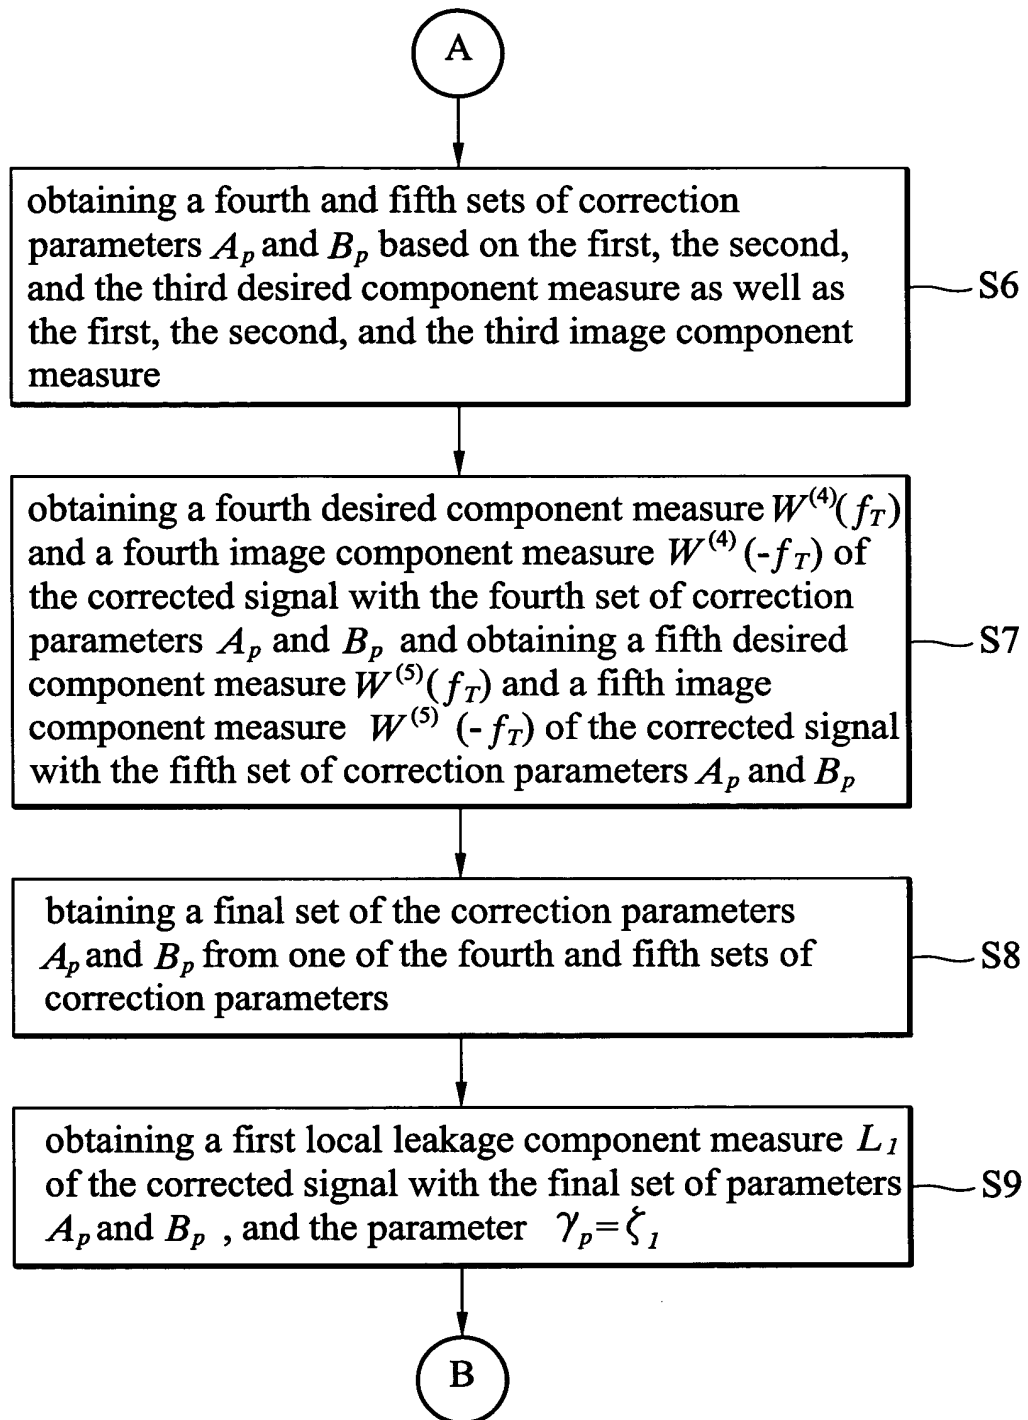 A
obtaining a fourth and fifth sets of correction
parameters Aₚ and Bₚ based on the first, the second,
and the third desired component measure as well as
the first, the second, and the third image component
measure
S6
obtaining a fourth desired component measure W⁽⁴⁾(f_T)
and a fourth image component measure W⁽⁴⁾(-f_T) of
the corrected signal with the fourth set of correction
parameters Aₚ and Bₚ and obtaining a fifth desired
component measure W⁽⁵⁾(f_T) and a fifth image
component measure W⁽⁵⁾(-f_T) of the corrected signal
with the fifth set of correction parameters Aₚ and Bₚ
S7
btaining a final set of the correction parameters
Aₚ and Bₚ from one of the fourth and fifth sets of
correction parameters
S8
obtaining a first local leakage component measure L₁
of the corrected signal with the final set of parameters
Aₚ and Bₚ , and the parameter γₚ=ζ₁
S9
B